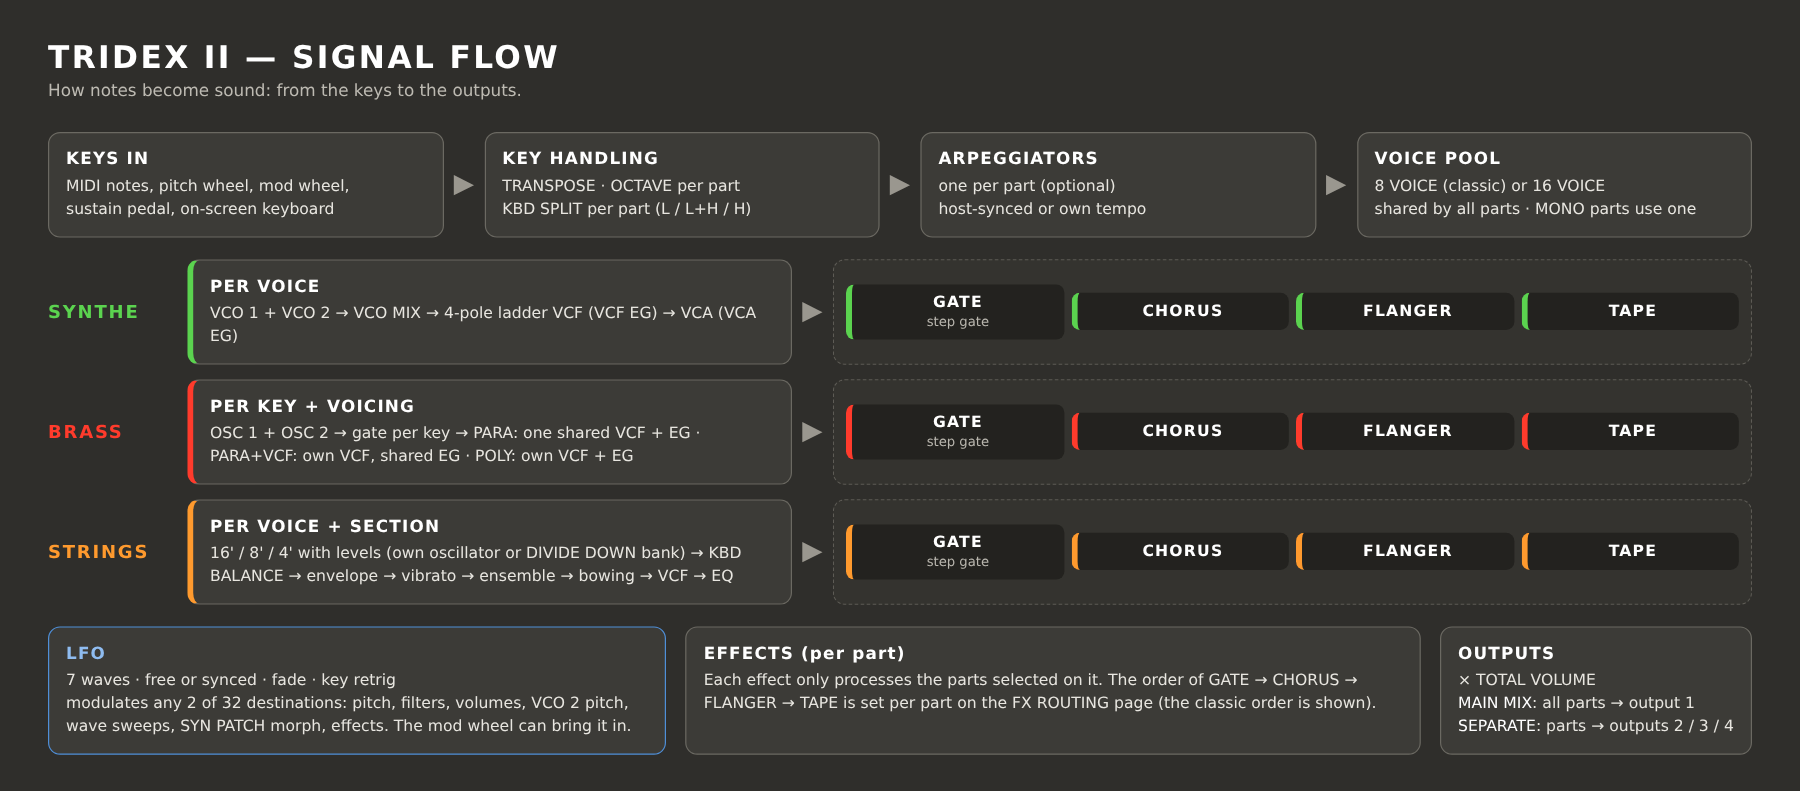 TRIDEX II — SIGNAL FLOW
How notes become sound: from the keys to the outputs.
KEYS IN
MIDI notes, pitch wheel, mod wheel,
sustain pedal, on-screen keyboard
KEY HANDLING
TRANSPOSE · OCTAVE per part
KBD SPLIT per part (L / L+H / H)
ARPEGGIATORS
one per part (optional)
host-synced or own tempo
VOICE POOL
8 VOICE (classic) or 16 VOICE
shared by all parts · MONO parts use one
SYNTHE
PER VOICE
VCO 1 + VCO 2 → VCO MIX → 4-pole ladder VCF (VCF EG) → VCA (VCA
EG)
GATE
step gate
CHORUS
FLANGER
TAPE
BRASS
PER KEY + VOICING
OSC 1 + OSC 2 → gate per key → PARA: one shared VCF + EG ·
PARA+VCF: own VCF, shared EG · POLY: own VCF + EG
GATE
step gate
CHORUS
FLANGER
TAPE
STRINGS
PER VOICE + SECTION
16' / 8' / 4' with levels (own oscillator or DIVIDE DOWN bank) → KBD
BALANCE → envelope → vibrato → ensemble → bowing → VCF → EQ
GATE
step gate
CHORUS
FLANGER
TAPE
LFO
7 waves · free or synced · fade · key retrig
modulates any 2 of 32 destinations: pitch, filters, volumes, VCO 2 pitch,
wave sweeps, SYN PATCH morph, effects. The mod wheel can bring it in.
EFFECTS (per part)
Each effect only processes the parts selected on it. The order of GATE → CHORUS →
FLANGER → TAPE is set per part on the FX ROUTING page (the classic order is shown).
OUTPUTS
× TOTAL VOLUME
MAIN MIX: all parts → output 1
SEPARATE: parts → outputs 2 / 3 / 4